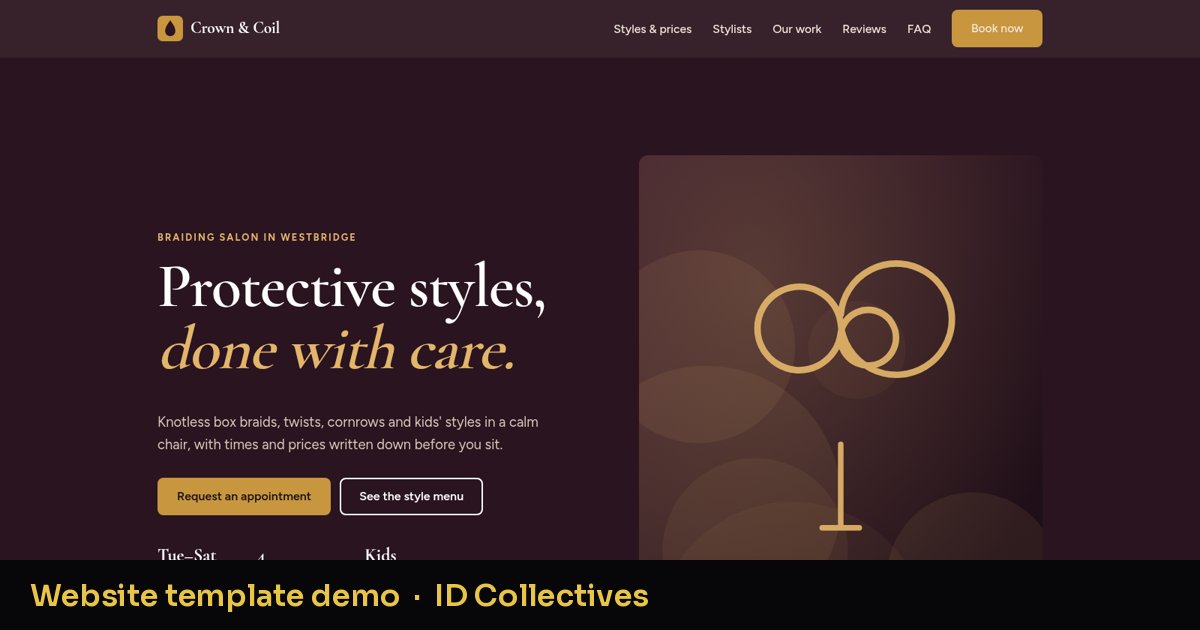 Crown & Coil
Styles & prices Stylists Our work Reviews FAQ Book now
BRAIDING SALON IN WESTBRIDGE
Protective styles,
done with care.
Knotless box braids, twists, cornrows and kids' styles in a calm
chair, with times and prices written down before you sit.
Request an appointment See the style menu
Tue–Sat 4 Kids
Website template demo · ID Collectives